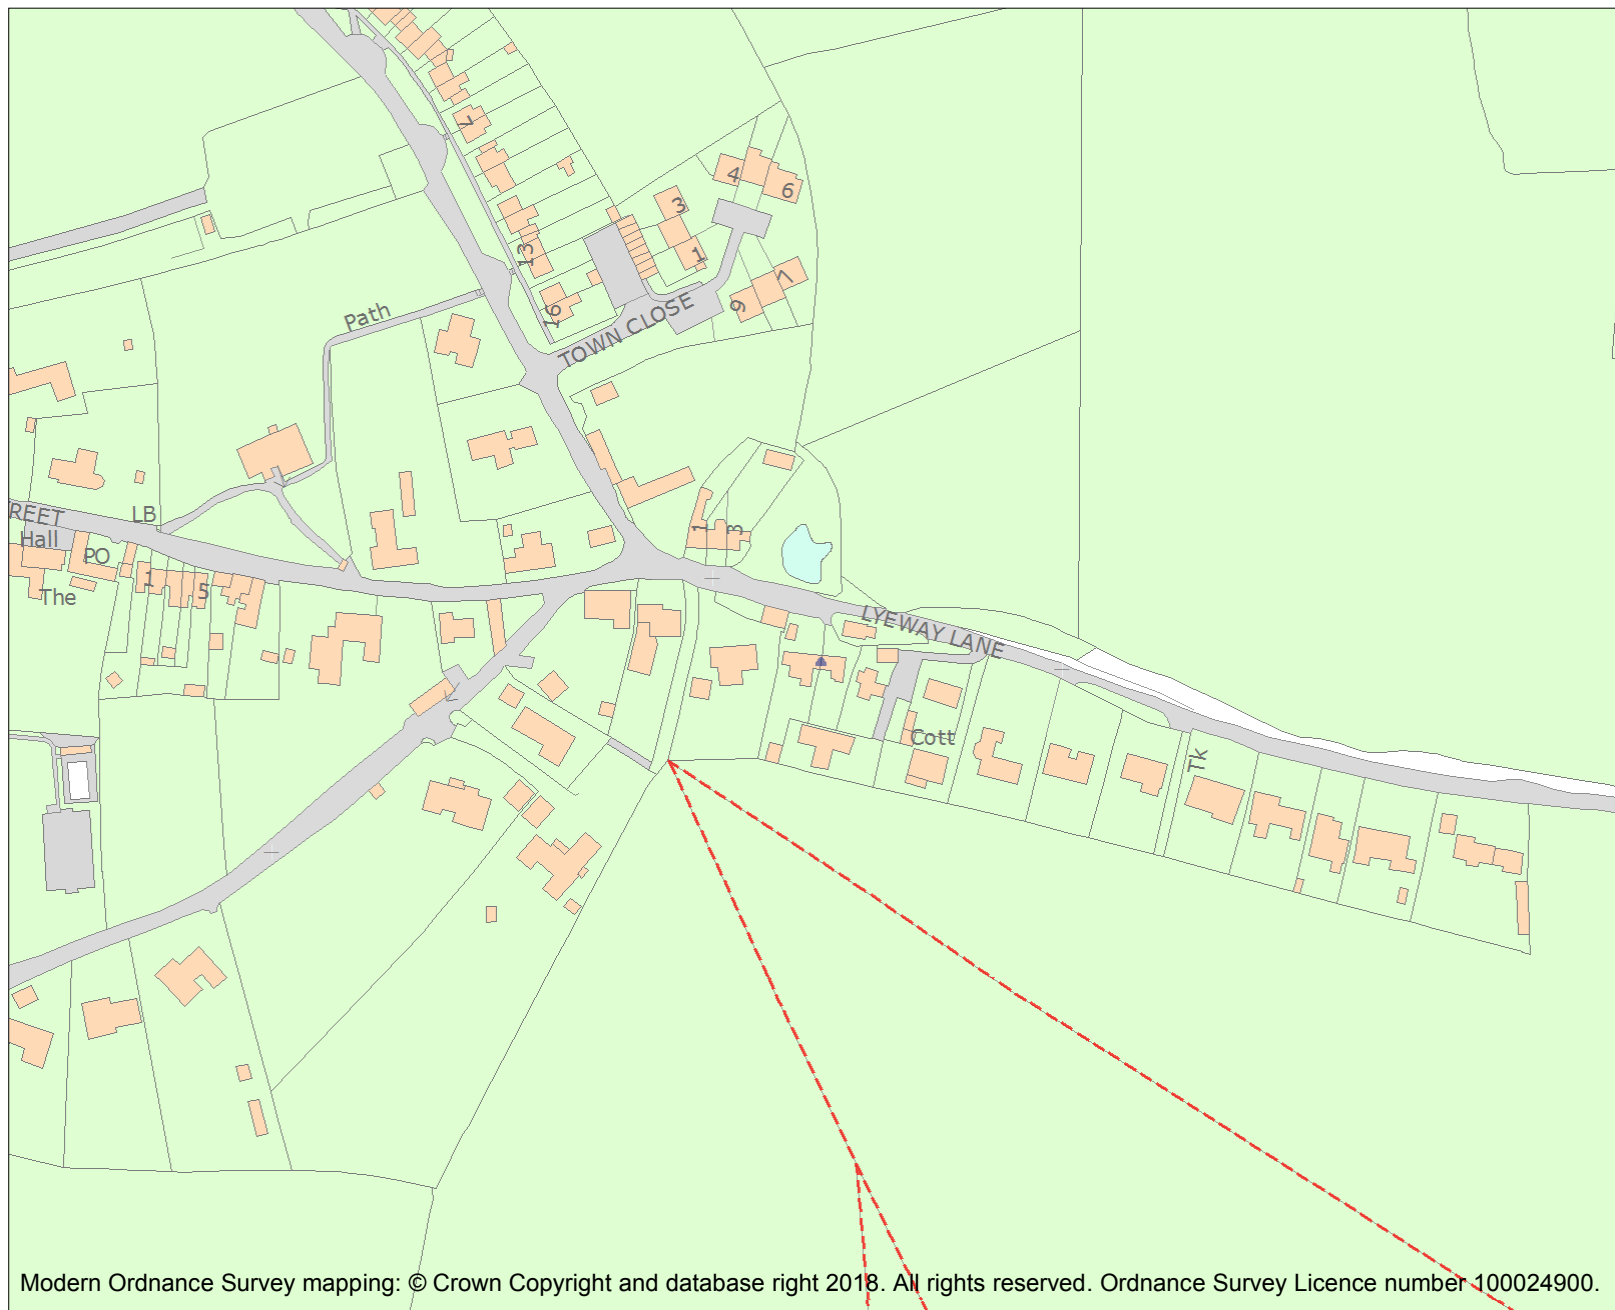 7
4
6
3
1
13
7
9
16
TOWN CLOSE
Path
REET
LB
Hall
PO
1
3
1
5
The
LYEWAY LANE
Cott
Tk
Modern Ordnance Survey mapping: © Crown Copyright and database right 2018. All rights reserved. Ordnance Survey Licence number 100024900.